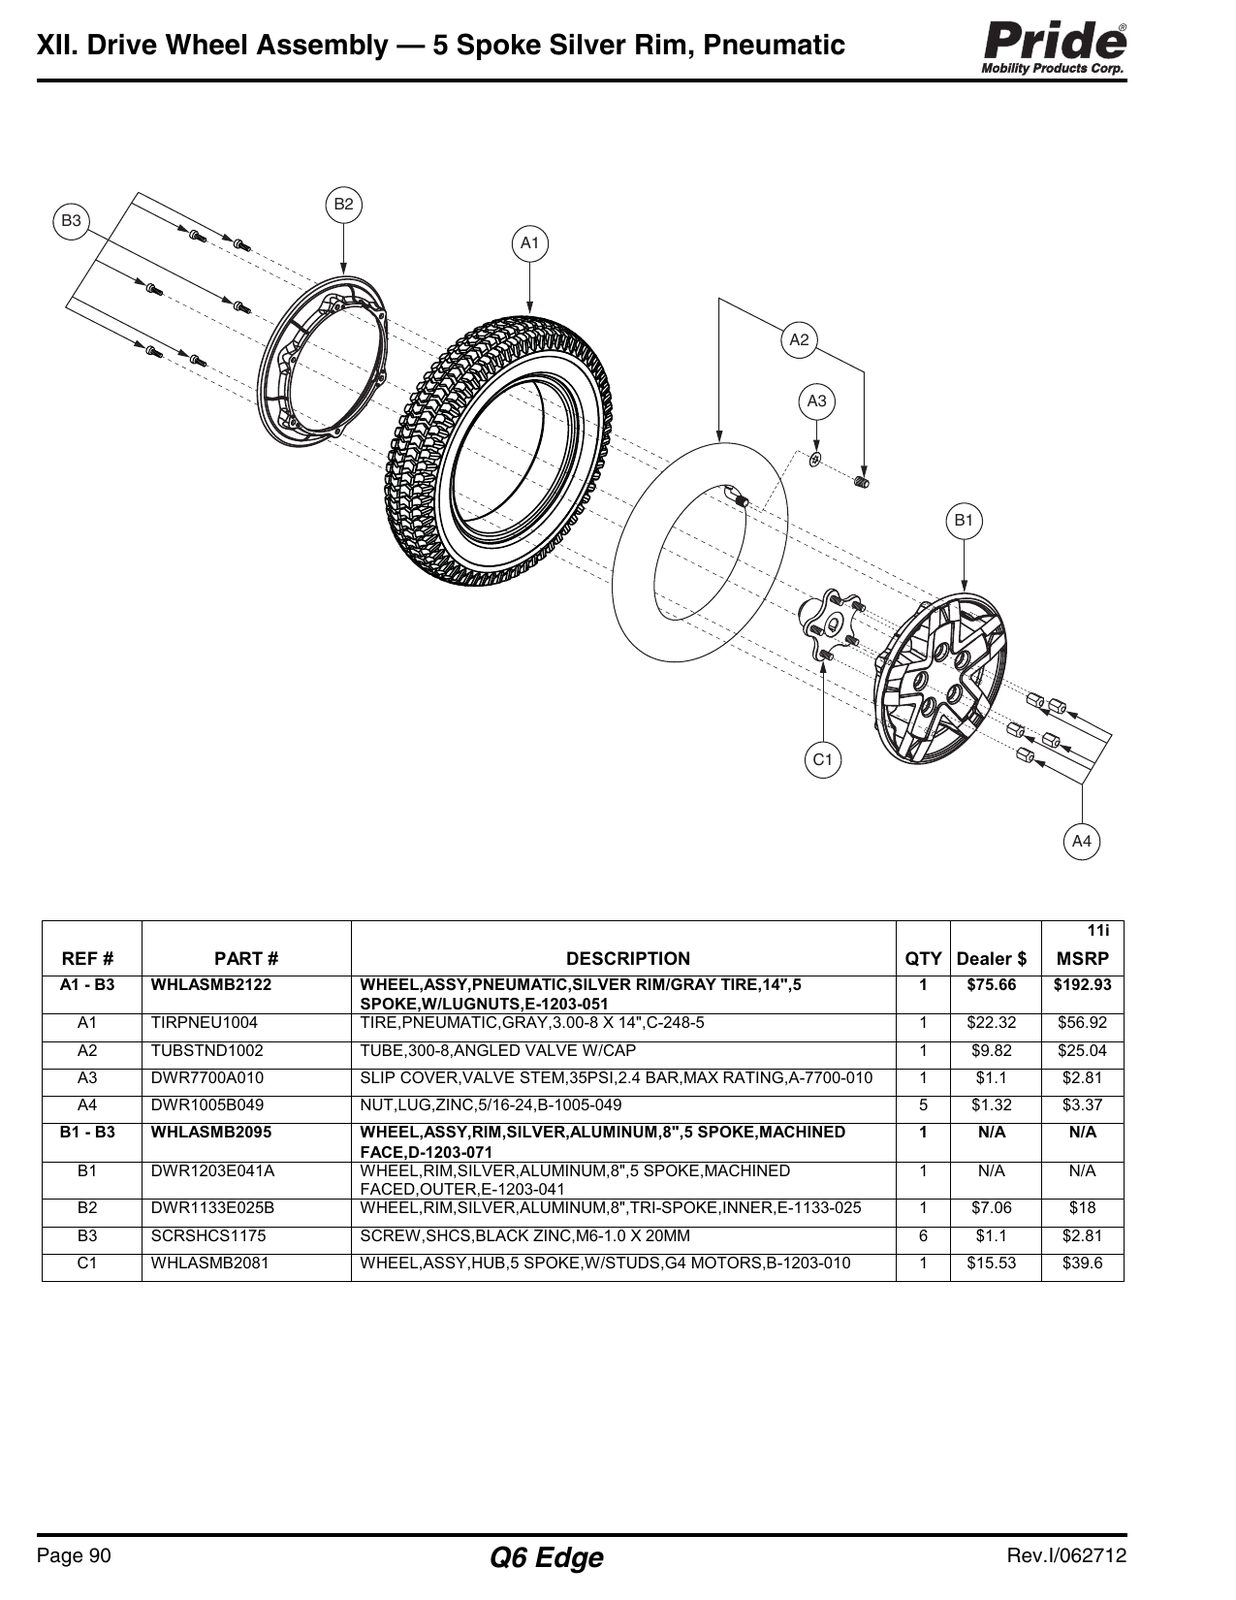 XII. Drive Wheel Assembly — 5 Spoke Silver Rim, Pneumatic
Pride®
Mobility Products Corp.
B3
B2
A1
A2
A3
B1
C1
A4
11i
REF # PART # DESCRIPTION QTY Dealer $ MSRP
A1 - B3 WHLASMB2122 WHEEL,ASSY,PNEUMATIC,SILVER RIM/GRAY TIRE,14",5 1 $75.66 $192.93
SPOKE,W/LUGNUTS,E-1203-051
A1 TIRPNEU1004 TIRE,PNEUMATIC,GRAY,3.00-8 X 14",C-248-5 1 $22.32 $56.92
A2 TUBSTND1002 TUBE,300-8,ANGLED VALVE W/CAP 1 $9.82 $25.04
A3 DWR7700A010 SLIP COVER,VALVE STEM,35PSI,2.4 BAR,MAX RATING,A-7700-010 1 $1.1 $2.81
A4 DWR1005B049 NUT,LUG,ZINC,5/16-24,B-1005-049 5 $1.32 $3.37
B1 - B3 WHLASMB2095 WHEEL,ASSY,RIM,SILVER,ALUMINUM,8",5 SPOKE,MACHINED 1 N/A N/A
FACE,D-1203-071
B1 DWR1203E041A WHEEL,RIM,SILVER,ALUMINUM,8",5 SPOKE,MACHINED 1 N/A N/A
FACED,OUTER,E-1203-041
B2 DWR1133E025B WHEEL,RIM,SILVER,ALUMINUM,8",TRI-SPOKE,INNER,E-1133-025 1 $7.06 $18
B3 SCRSHCS1175 SCREW,SHCS,BLACK ZINC,M6-1.0 X 20MM 6 $1.1 $2.81
C1 WHLASMB2081 WHEEL,ASSY,HUB,5 SPOKE,W/STUDS,G4 MOTORS,B-1203-010 1 $15.53 $39.6
Page 90 Q6 Edge Rev.I/062712